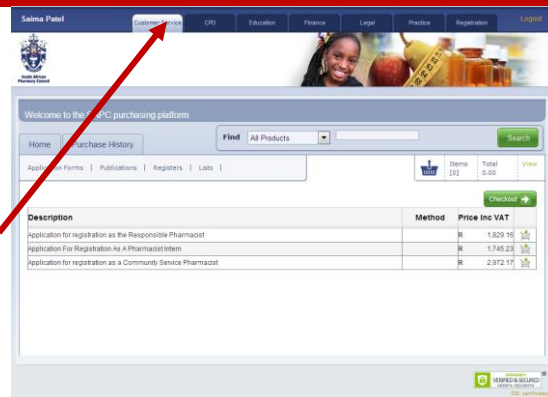 Saima Patel
Customer Service
CPD
Education
Finance
Legal
Practice
Registration
Logout
South African
Pharmacy Council
Welcome to the SAPC purchasing platform
Home
Purchase History
Find
All Products
Search
Application Forms | Publications | Registers | Lists |
Items
[0]
Total
0.00
View
Checkout
Description Method Price Inc VAT
Application for registration as the Responsible Pharmacist R 1,829.16
Application For Registration As A Pharmacist Intern R 1,745.23
Application for registration as a Community Service Pharmacist R 2,972.17
VERIFIED & SECURED